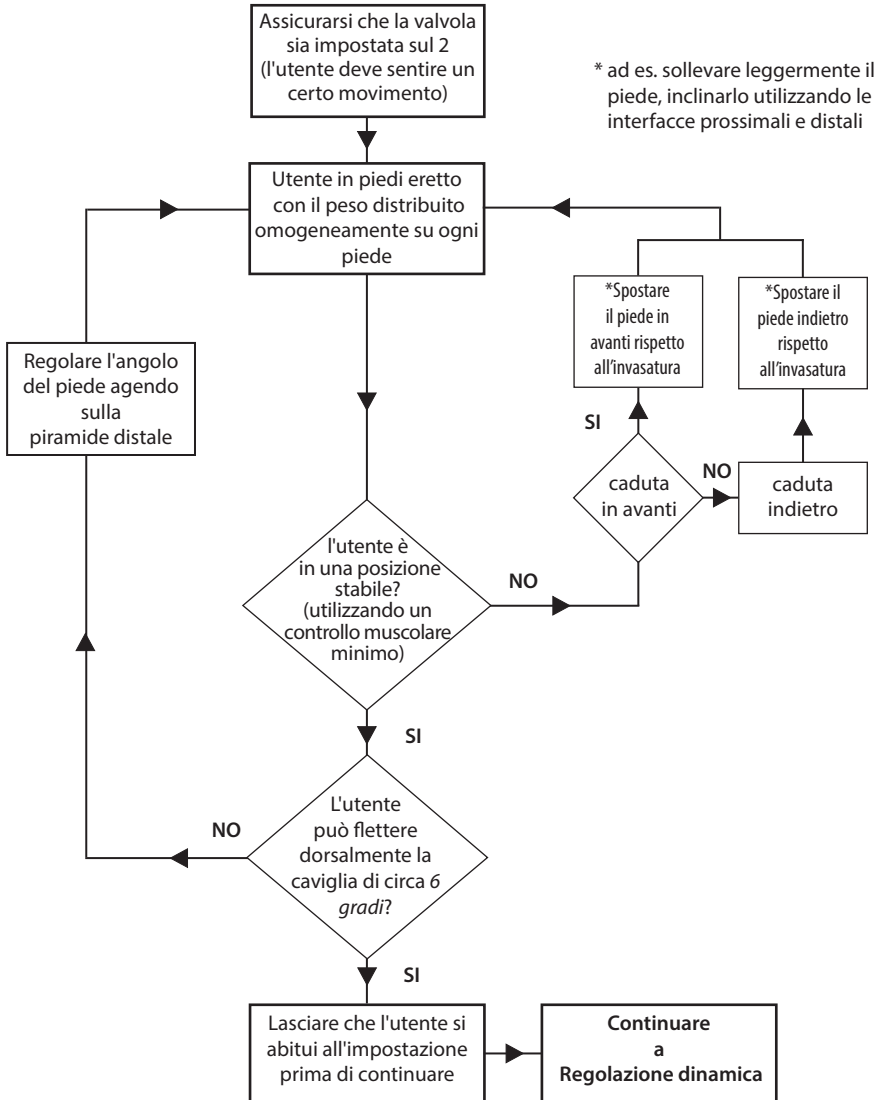 Assicurarsi che la valvola
sia impostata sul 2
(l'utente deve sentire un
certo movimento)
* ad es. sollevare leggermente il
piede, inclinarlo utilizzando le
interfacce prossimali e distali
Utente in piedi eretto
con il peso distribuito
omogeneamente su ogni
piede
*Spostare
il piede in
avanti rispetto
all'invasatura
*Spostare il
piede indietro
rispetto
all'invasatura
Regolare l'angolo
del piede agendo
sulla
piramide distale
SI
caduta
in avanti
NO
caduta
indietro
l'utente è
in una posizione
stabile?
(utilizzando un
controllo muscolare
minimo)
NO
SI
L'utente
può flettere
dorsalmente la
caviglia di circa 6
gradi?
NO
SI
Lasciare che l'utente si
abitui all'impostazione
prima di continuare
Continuare
a
Regolazione dinamica